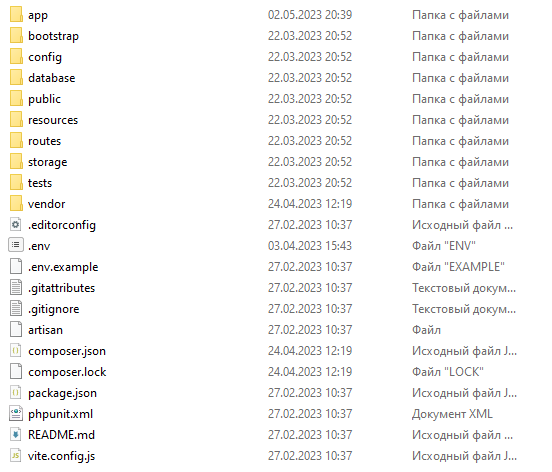 app 02.05.2023 20:39 Папка с файлами
bootstrap 22.03.2023 20:52 Папка с файлами
config 22.03.2023 20:52 Папка с файлами
database 22.03.2023 20:52 Папка с файлами
public 22.03.2023 20:52 Папка с файлами
resources 22.03.2023 20:52 Папка с файлами
routes 22.03.2023 20:52 Папка с файлами
storage 22.03.2023 20:52 Папка с файлами
tests 22.03.2023 20:52 Папка с файлами
vendor 24.04.2023 12:19 Папка с файлами
.editorconfig 27.02.2023 10:37 Исходный файл ...
.env 03.04.2023 15:43 Файл "ENV"
.env.example 27.02.2023 10:37 Файл "EXAMPLE"
.gitattributes 27.02.2023 10:37 Текстовый докум...
.gitignore 27.02.2023 10:37 Текстовый докум...
artisan 27.02.2023 10:37 Файл
composer.json 24.04.2023 12:19 Исходный файл J...
composer.lock 24.04.2023 12:19 Файл "LOCK"
package.json 27.02.2023 10:37 Исходный файл J...
phpunit.xml 27.02.2023 10:37 Документ XML
README.md 27.02.2023 10:37 Исходный файл ...
vite.config.js 27.02.2023 10:37 Исходный файл J...